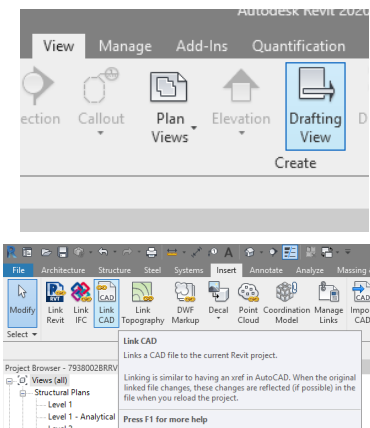 Autodesk Revit 2020
View Manage Add-Ins Quantification
ection Callout Plan Views Elevation Drafting View D
Create
File Architecture Structure Steel Systems Insert Annotate Analyze Massing
Modify Link Revit Link IFC Link CAD Link Topography DWF Markup Decal Point Cloud Coordination Model Manage Links Impo CAD
Select
Link CAD
Project Browser - 7938002BRRV
Links a CAD file to the current Revit project.
Views (all)
Linking is similar to having an xref in AutoCAD. When the original
Structural Plans
linked file changes, these changes are reflected (if possible) in the
Level 1
file when you reload the project.
Level 1 - Analytical
Press F1 for more help